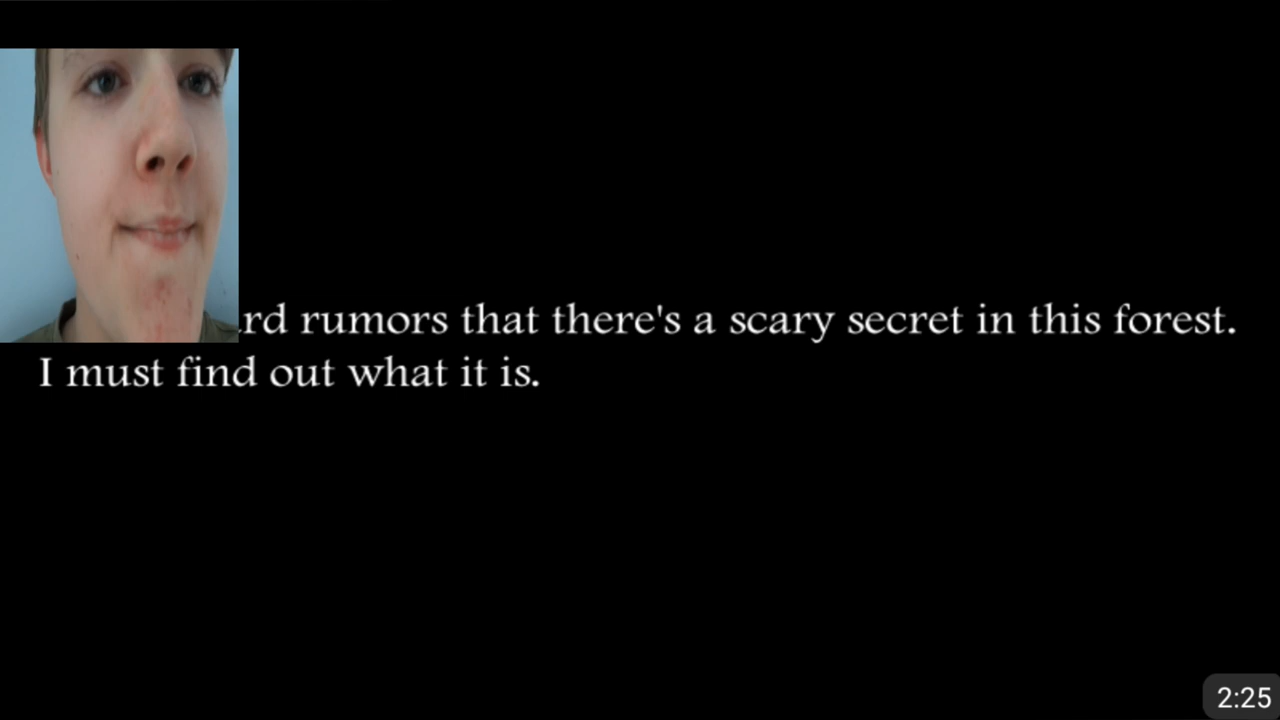 rd rumors that there's a scary secret in this forest.
I must find out what it is.
2:25